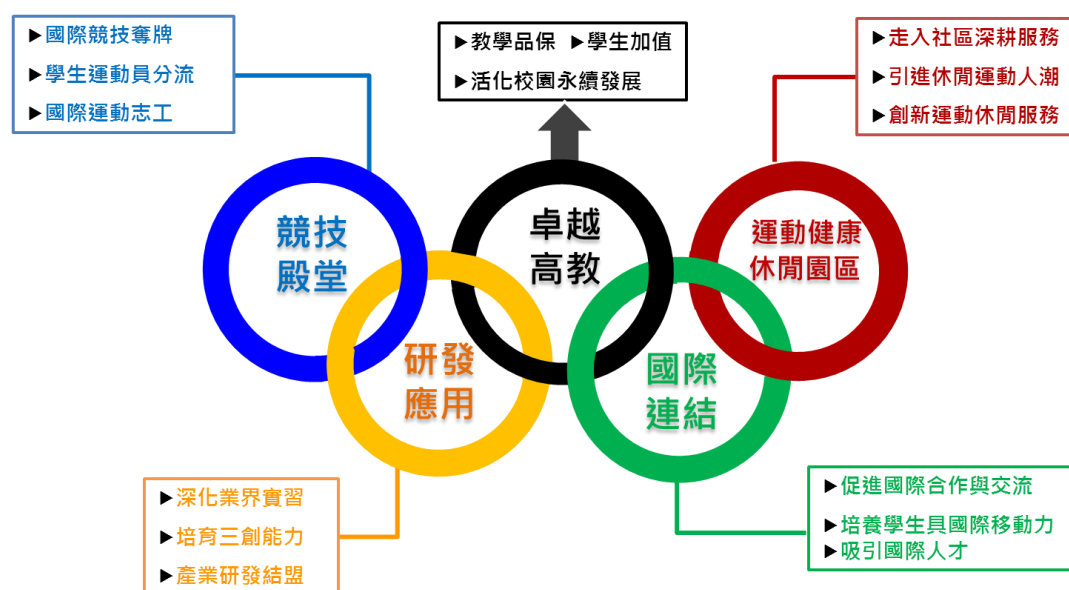 ▶國際競技奪牌
▶學生運動員分流
▶國際運動志工
▶教學品保 ▶學生加值
▶活化校園永續發展
▶走入社區深耕服務
▶引進休閒運動人潮
▶創新運動休閒服務
競技
殿堂
卓越
高教
運動健康
休閒園區
研發
應用
國際
連結
▶深化業界實習
▶培育三創能力
▶產業研發結盟
▶促進國際合作與交流
▶培養學生具國際移動力
▶吸引國際人才